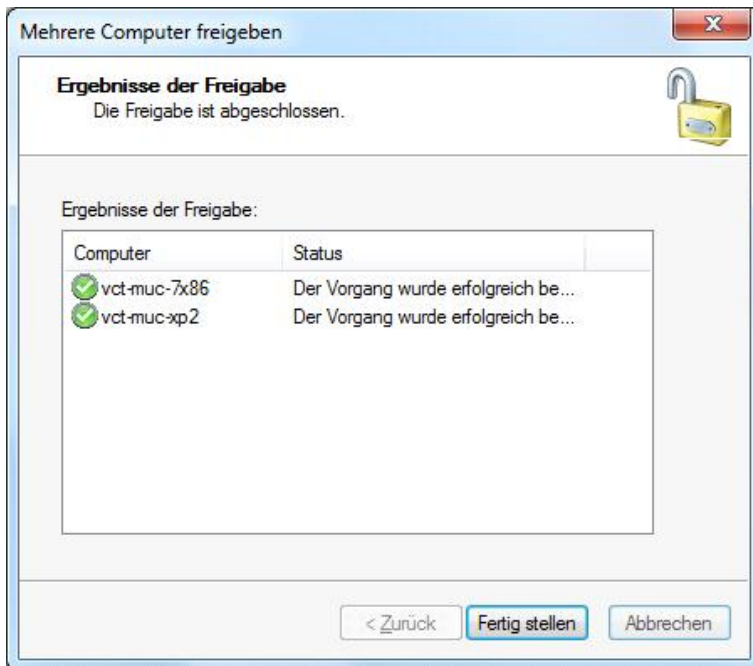 Mehrere Computer freigeben
Ergebnisse der Freigabe
Die Freigabe ist abgeschlossen.
Ergebnisse der Freigabe:
Computer Status
vct-muc-7x86 Der Vorgang wurde erfolgreich be...
vct-muc-xp2 Der Vorgang wurde erfolgreich be...
< Zurück Fertig stellen Abbrechen